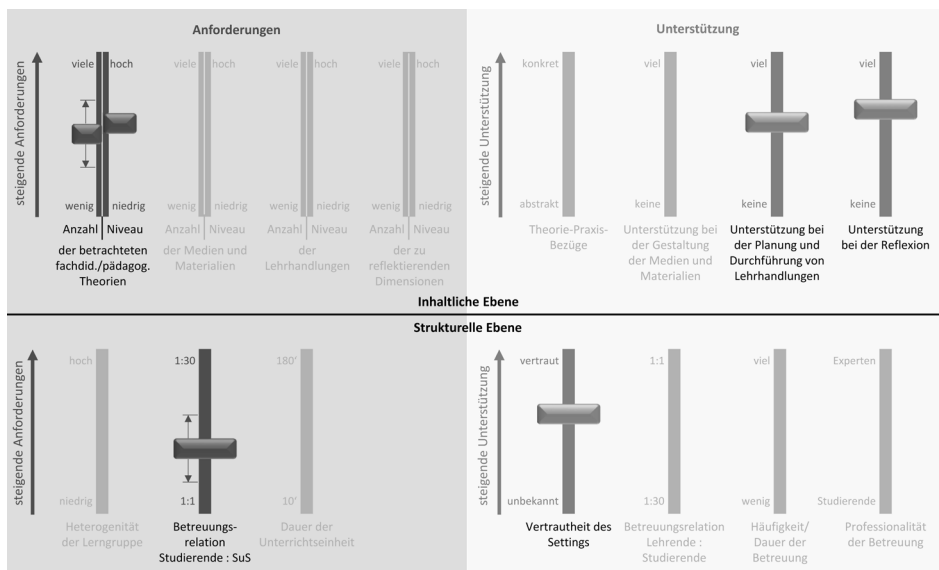 Anforderungen
steigende Anforderungen
viele hoch
wenig niedrig
Anzahl Niveau
der betrachteten
fachdid./pädagog.
Theorien
viele hoch
wenig niedrig
Anzahl Niveau
der Medien und
Materialien
viele hoch
wenig niedrig
Anzahl Niveau
der
Lehrhandlungen
viele hoch
wenig niedrig
Anzahl Niveau
der zu
reflektierenden
Dimensionen
Unterstützung
steigende Unterstützung
konkret
abstrakt
Theorie-Praxis-
Bezüge
viel
keine
Unterstützung bei
der Gestaltung
der Medien und
Materialien
viel
keine
Unterstützung bei
der Planung und
Durchführung von
Lehrhandlungen
viel
keine
Unterstützung
bei der Reflexion
Inhaltliche Ebene
Strukturelle Ebene
steigende Anforderungen
hoch
niedrig
Heterogenität
der Lerngruppe
1:30
1:1
Betreuungs-
relation
Studierende : SuS
180′
10′
Dauer der
Unterrichtseinheit
steigende Unterstützung
vertraut
unbekannt
Vertrautheit des
Settings
1:1
1:30
Betreuungsrelation
Lehrende :
Studierende
viel
wenig
Häufigkeit/
Dauer der
Betreuung
Experten
Studierende
Professionalität
der Betreuung